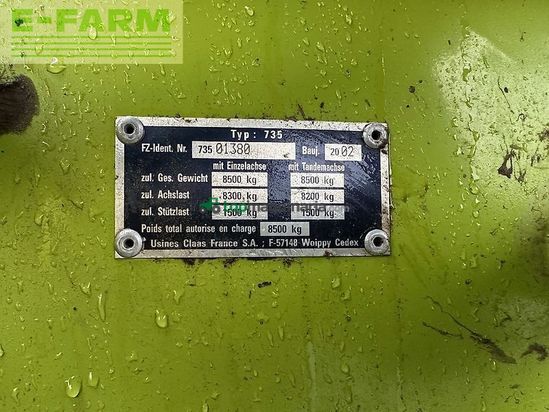 E-FARM
Typ: 735
FZ-Ident. Nr. 735 01380 Bauj. 2002
mit Einzelachse mit Tandemachse
zul. Ges. Gewicht 8500 kg 8500 kg
zul. Achslast 8300 kg 8200 kg
zul. Stützlast 1500 kg 1500 kg
Poids total autorise en charge 8500 kg
Usines Claas France S.A.; F-57148 Woippy Cedex